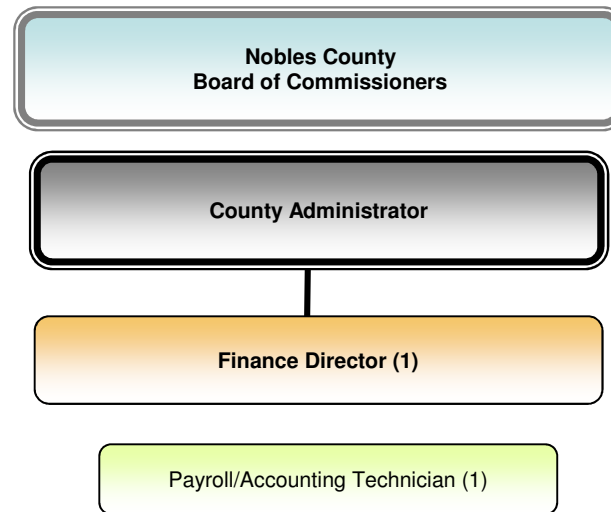 Nobles County
Board of Commissioners
County Administrator
Finance Director (1)
Payroll/Accounting Technician (1)